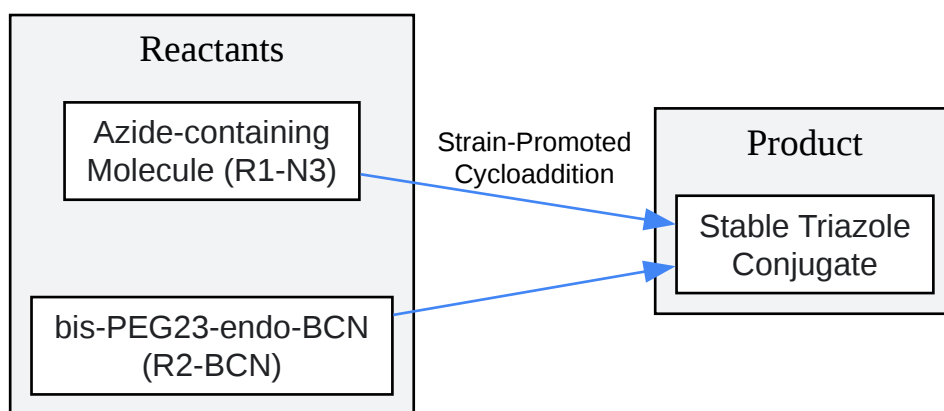 Reactants
Azide-containing
Molecule (R1-N3)
bis-PEG23-endo-BCN
(R2-BCN)
Strain-Promoted
Cycloaddition
Product
Stable Triazole
Conjugate